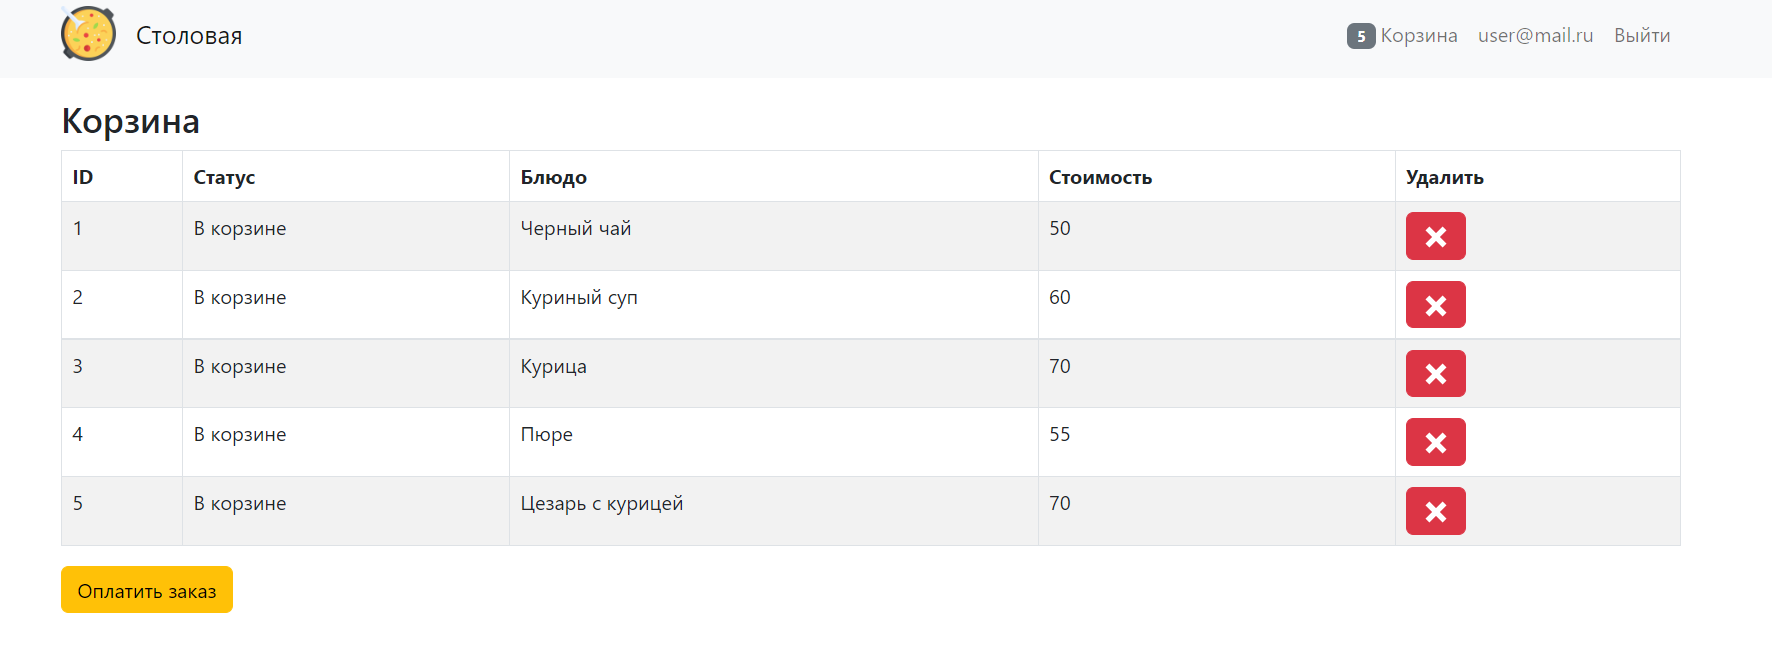 Столовая 5 Корзина user@mail.ru Выйти
Корзина
ID Статус Блюдо Стоимость Удалить
1 В корзине Черный чай 50
2 В корзине Куриный суп 60
3 В корзине Курица 70
4 В корзине Пюре 55
5 В корзине Цезарь с курицей 70
Оплатить заказ